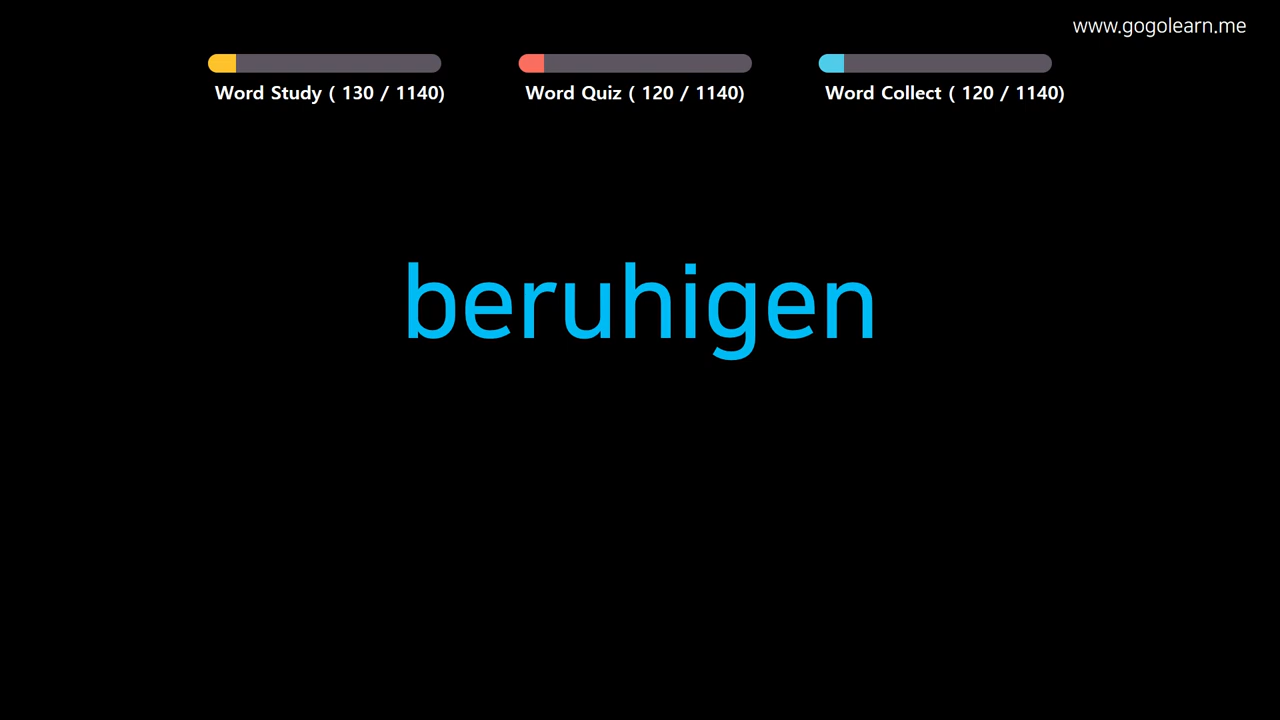 www.gogolearn.me
Word Study ( 130 / 1140)
Word Quiz ( 120 / 1140)
Word Collect ( 120 / 1140)
beruhigen